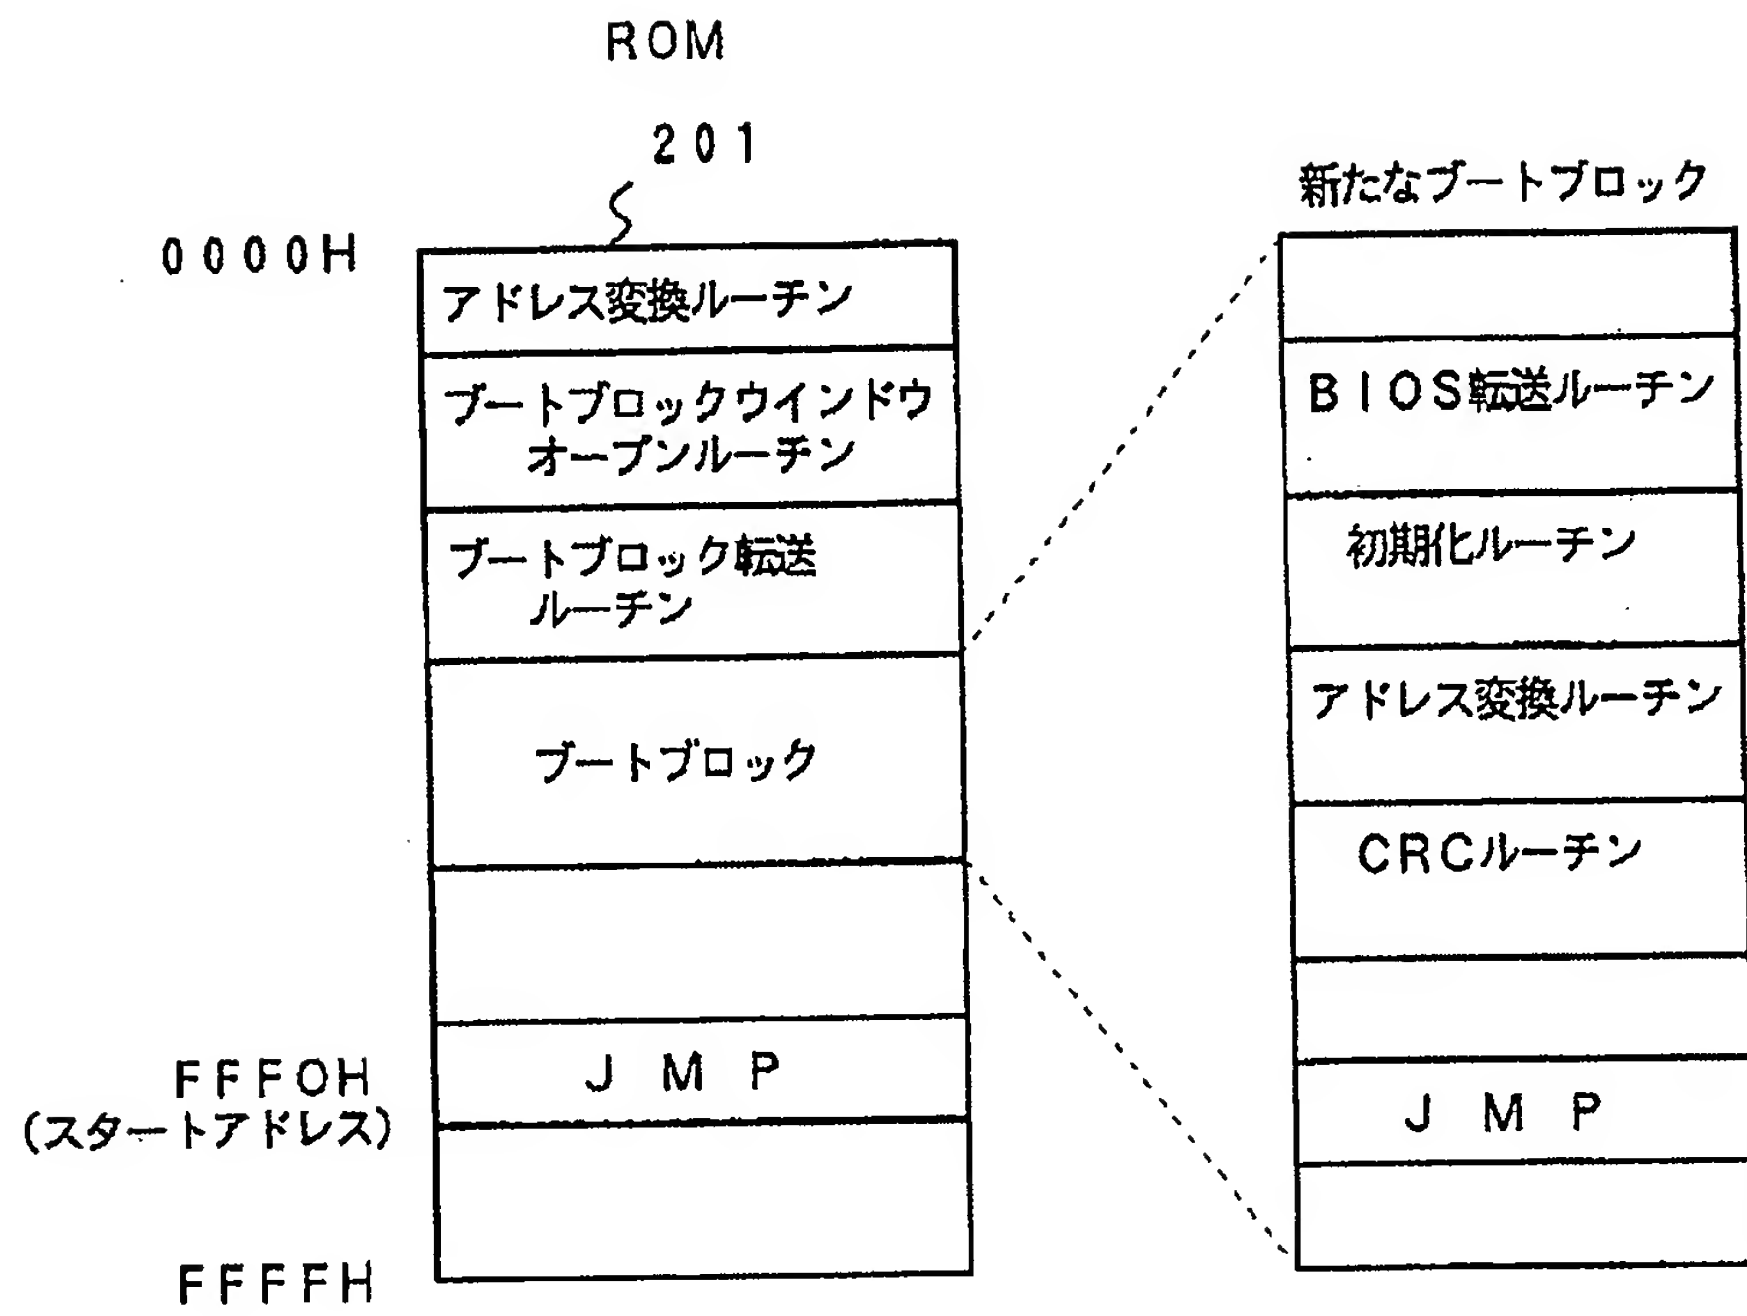 ROM
201
0000H
アドレス変換ルーチン
ブートブロックウインドウ
オープンルーチン
ブートブロック転送
ルーチン
ブートブロック
FFF0H
(スタートアドレス)
JMP
FFFFH
新たなブートブロック
BIOS転送ルーチン
初期化ルーチン
アドレス変換ルーチン
CRCルーチン
JMP